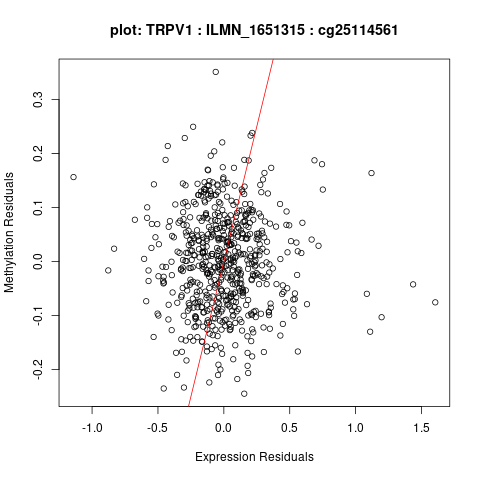 plot: TRPV1 : ILMN_1651315 : cg25114561
Methylation Residuals
0.3
0.2
0.1
0.0
-0.1
-0.2
-1.0 -0.5 0.0 0.5 1.0 1.5
Expression Residuals